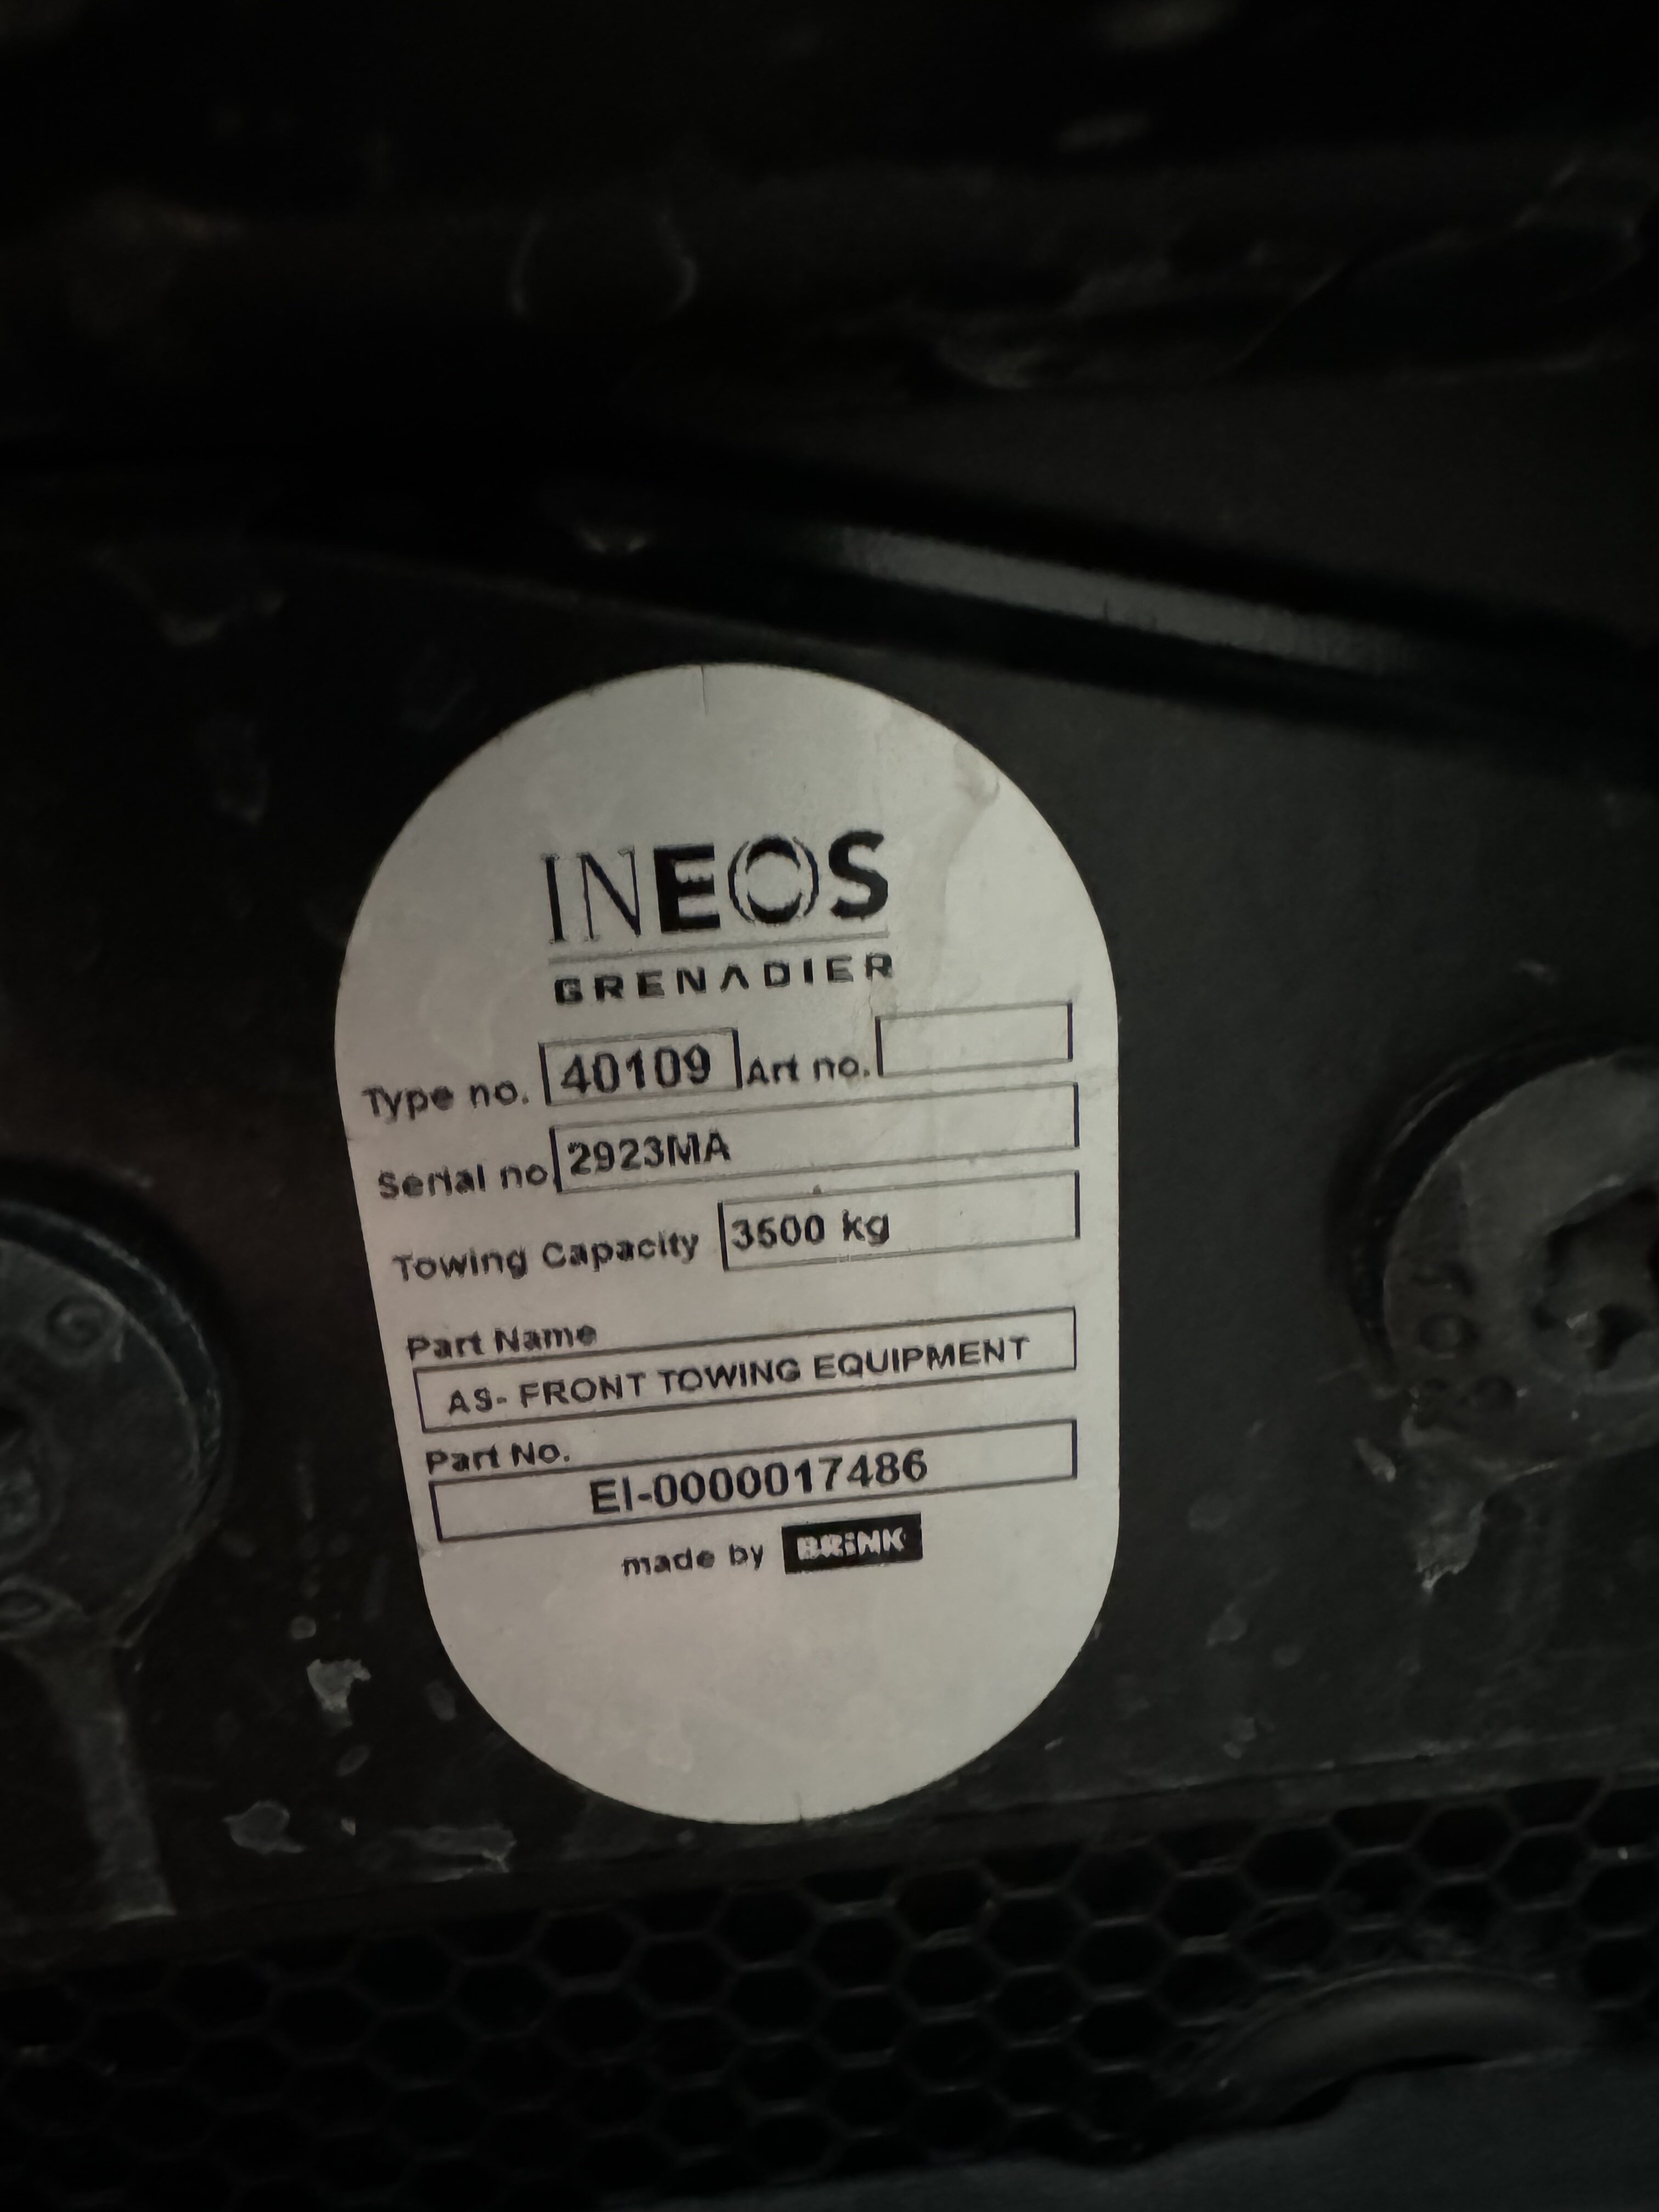 INEOS
GRENADIER
Type no. 40109 Art no.
Serial no. 2923MA
Towing Capacity 3500 kg
Part Name
AS- FRONT TOWING EQUIPMENT
Part No.
EI-0000017486
made by BRiNK